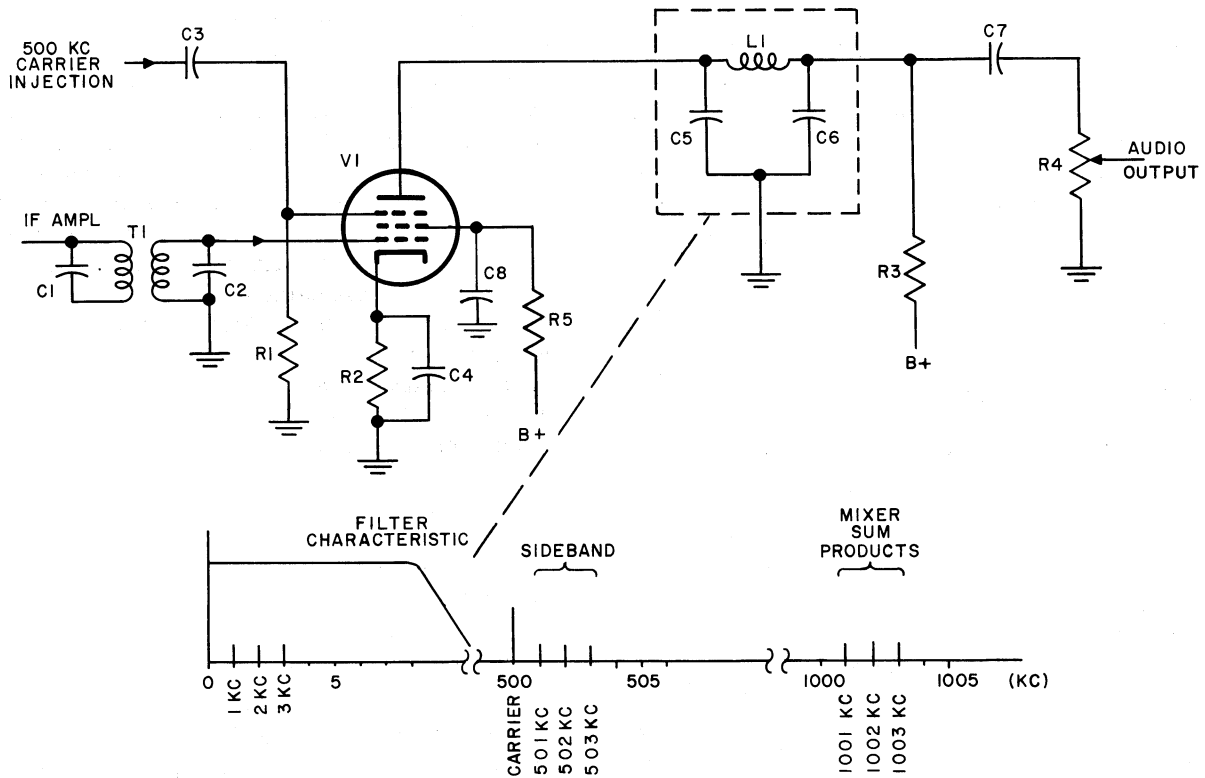 500 KC
CARRIER
INJECTION
C3
L1
C7
C5
C6
V1
R4
AUDIO
OUTPUT
IF AMPL
T1
C1
C2
C8
R3
R1
R5
R2
C4
B+
B+
FILTER
CHARACTERISTIC
SIDEBAND
MIXER
SUM
PRODUCTS
0
5
500
505
1000
1005
(KC)
1 KC
2 KC
3 KC
CARRIER
501 KC
502 KC
503 KC
1001 KC
1002 KC
1003 KC